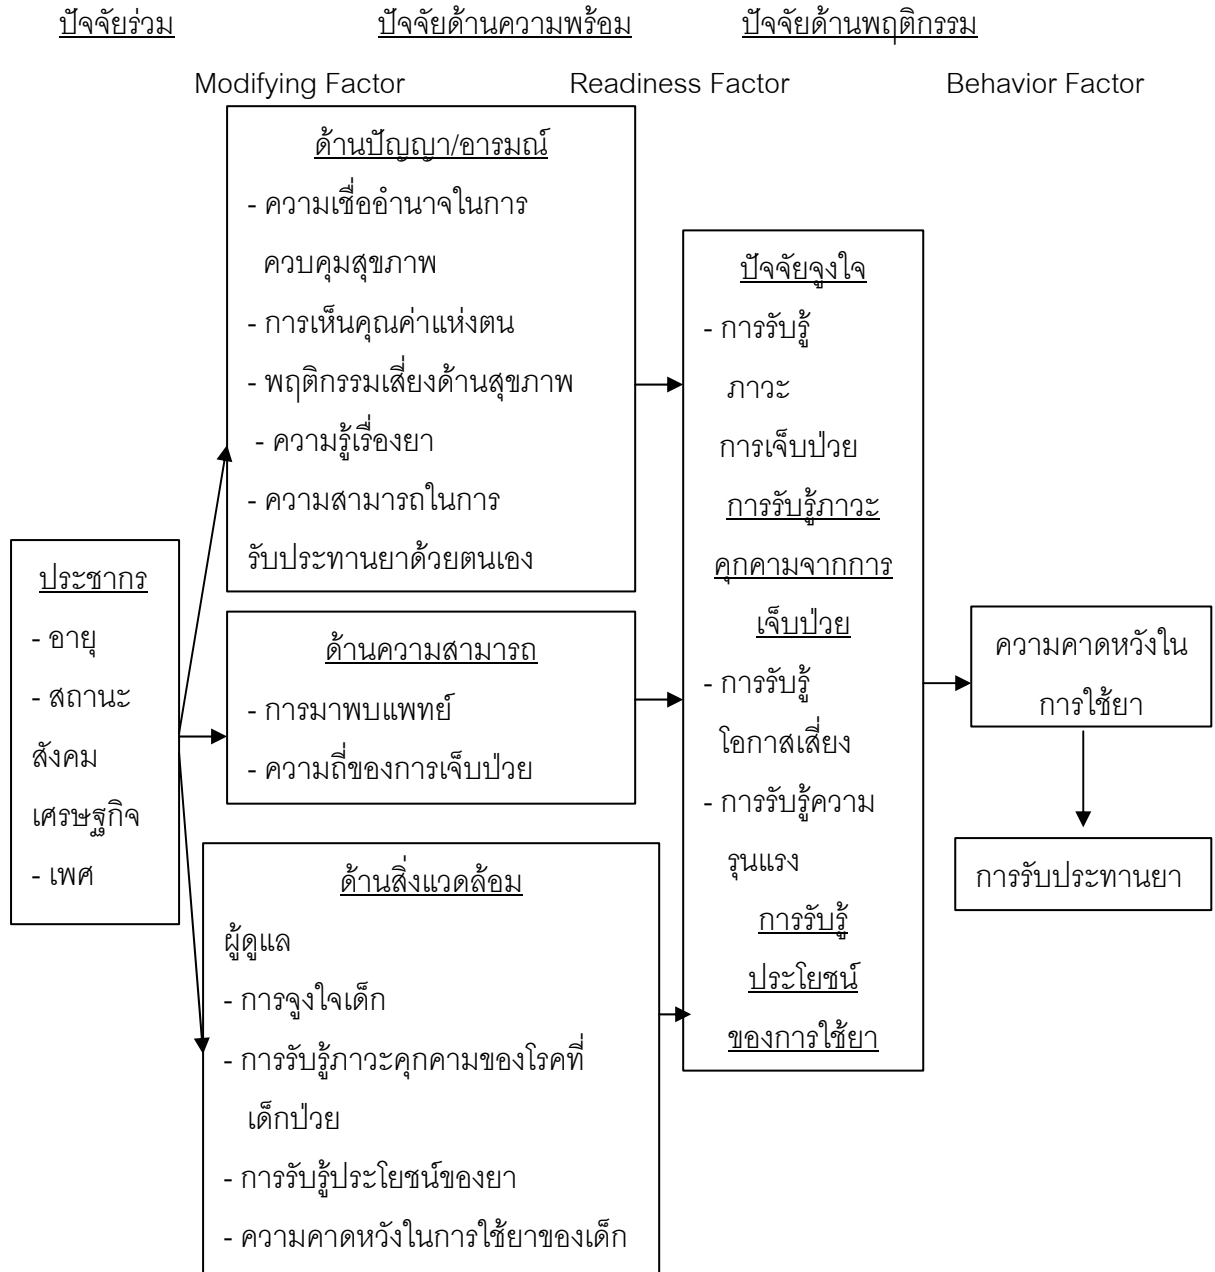 ปัจจัยร่วม ปัจจัยด้านความพร้อม ปัจจัยด้านพฤติกรรม
Modifying Factor Readiness Factor Behavior Factor
ประชากร
- อายุ
- สถานะ
สังคม
เศรษฐกิจ
- เพศ
ด้านปัญญา/อารมณ์
- ความเชื่ออำนาจในการ
ควบคุมสุขภาพ
- การเห็นคุณค่าแห่งตน
- พฤติกรรมเสี่ยงด้านสุขภาพ
- ความรู้เรื่องยา
- ความสามารถในการ
รับประทานยาด้วยตนเอง
ด้านความสามารถ
- การมาพบแพทย์
- ความถี่ของการเจ็บป่วย
ด้านสิ่งแวดล้อม
ผู้ดูแล
- การจูงใจเด็ก
- การรับรู้ภาวะคุกคามของโรคที่
เด็กป่วย
- การรับรู้ประโยชน์ของยา
- ความคาดหวังในการใช้ยาของเด็ก
ปัจจัยจูงใจ
- การรับรู้
ภาวะ
การเจ็บป่วย
การรับรู้ภาวะ
คุกคามจากการ
เจ็บป่วย
- การรับรู้
โอกาสเสี่ยง
- การรับรู้ความ
รุนแรง
การรับรู้
ประโยชน์
ของการใช้ยา
ความคาดหวังใน
การใช้ยา
การรับประทานยา